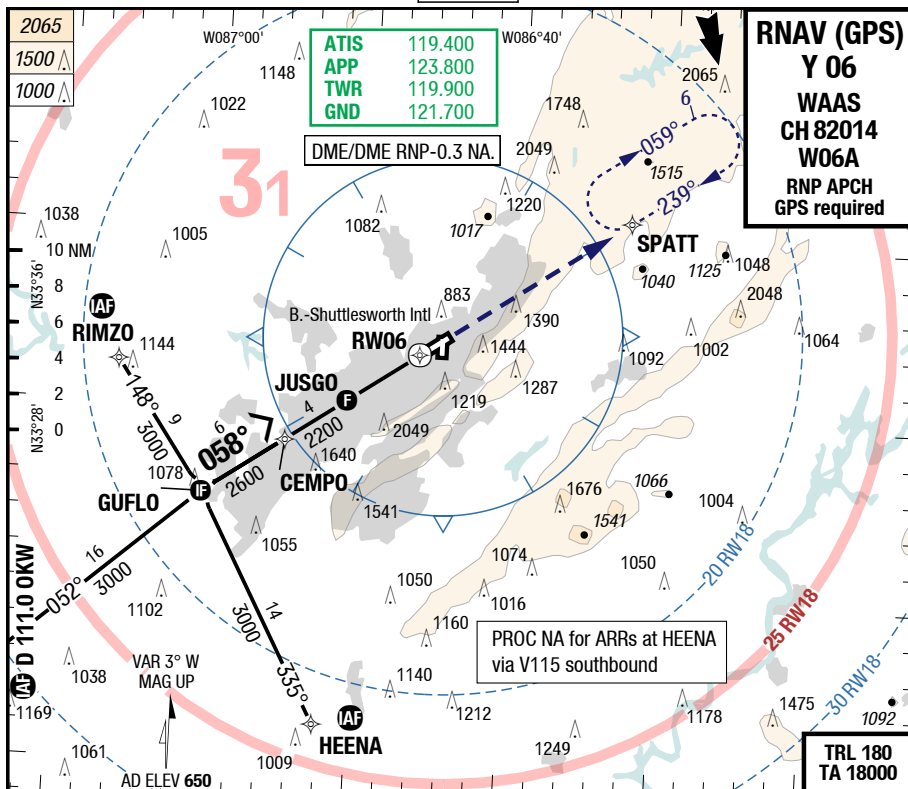 2065
1500
1000
W087°00'
W086°40'
ATIS 119.400
APP 123.800
TWR 119.900
GND 121.700
DME/DME RNP-0.3 NA.
RNAV (GPS)
Y 06
WAAS
CH 82014
W06A
RNP APCH
GPS required
1148
1022
31
1748
2065
6
059°
2049
1515
239°
1220
1082
1017
SPATT
1038
10 NM
1005
1040
1125
1048
N33°36'
8
6
4
2
0
N33°28'
IAF
RIMZO
883
B.-Shuttlesworth Intl
1390
2048
RW06
1144
1444
1092
1002
1064
JUSGO
F
1287
1219
148°
9
3000
6
058°
4
2200
2049
2600
1640
CEMPO
1078
GUFLO
IF
1541
1676
1066
1004
1541
1055
1074
1050
16
052°
3000
14
3000
1050
1016
20 RW18
1102
1160
PROC NA for ARRs at HEENA
via V115 southbound
25 RW18
IAF D 111.0 OKW
1038
VAR 3° W
MAG UP
335°
1140
30 RW18
1169
1212
1178
1475
1092
IAF
HEENA
1061
1009
1249
AD ELEV 650
TRL 180
TA 18000